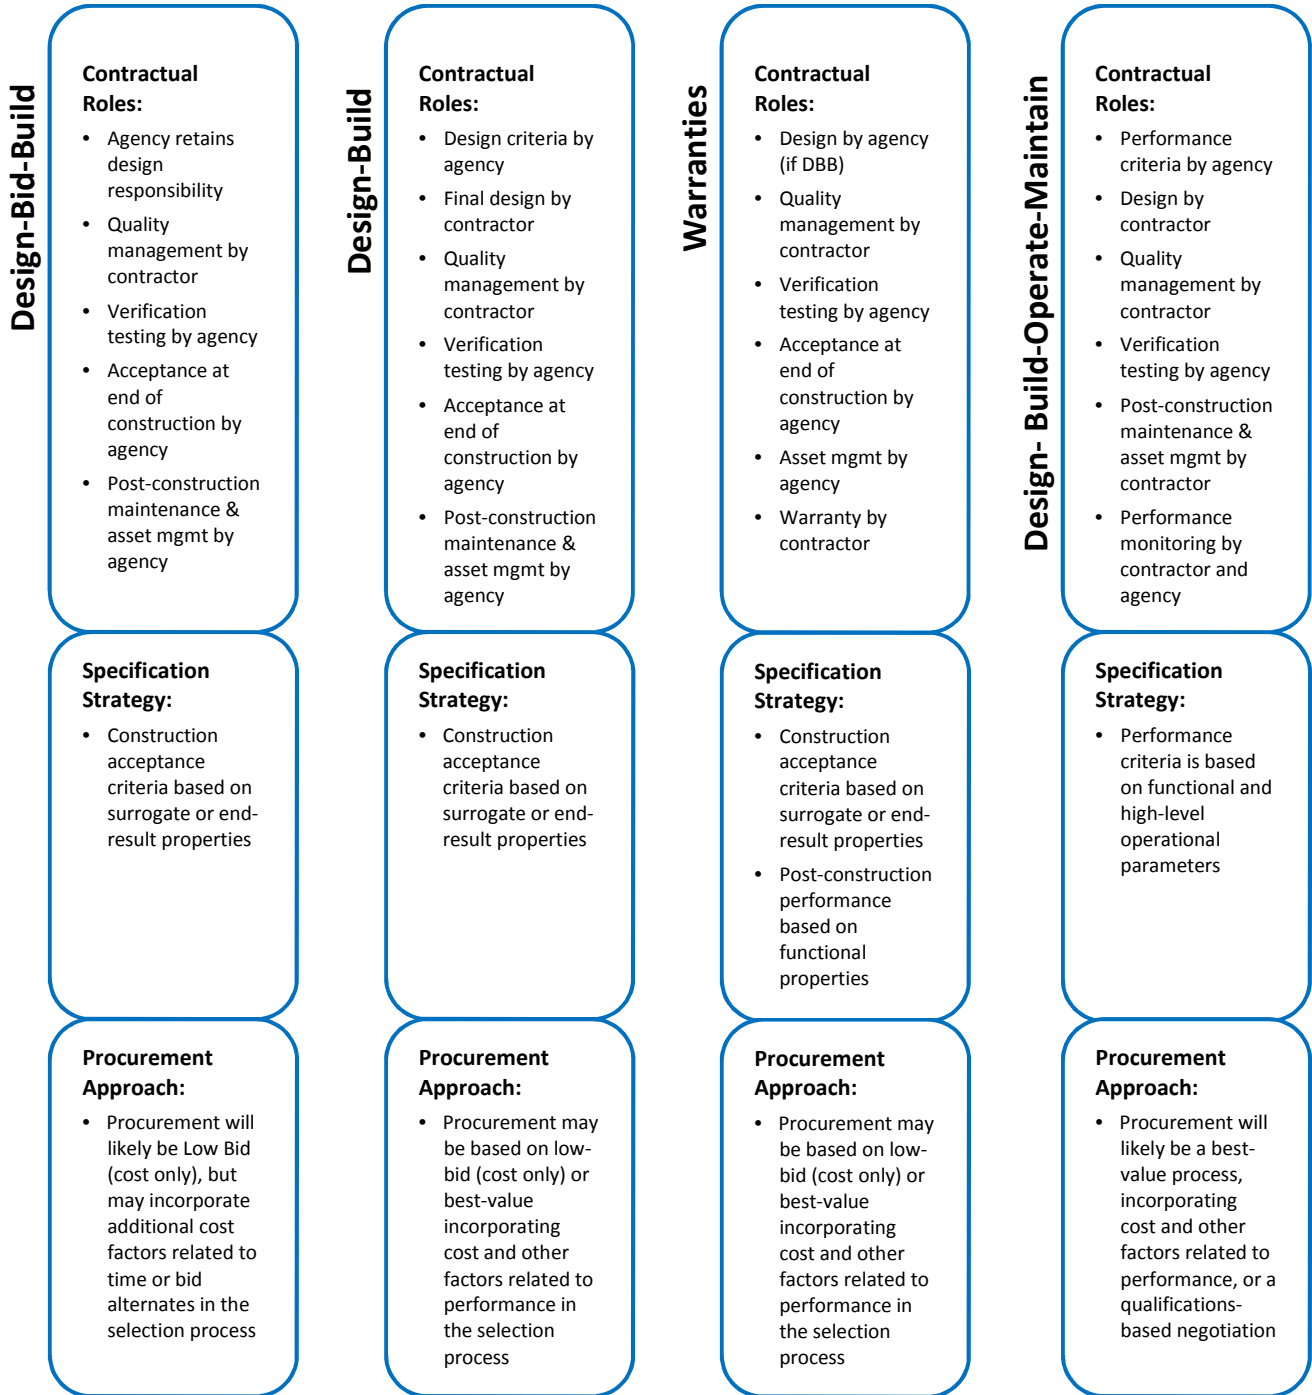 Design-Bid-Build
Contractual
Roles:
• Agency retains
design
responsibility
• Quality
management by
contractor
• Verification
testing by agency
• Acceptance at
end of
construction by
agency
• Post-construction
maintenance &
asset mgmt by
agency
Specification
Strategy:
• Construction
acceptance
criteria based on
surrogate or end-
result properties
Procurement
Approach:
• Procurement will
likely be Low Bid
(cost only), but
may incorporate
additional cost
factors related to
time or bid
alternates in the
selection process
Design-Build
Contractual
Roles:
• Design criteria by
agency
• Final design by
contractor
• Quality
management by
contractor
• Verification
testing by agency
• Acceptance at
end of
construction by
agency
• Post-construction
maintenance &
asset mgmt by
agency
Specification
Strategy:
• Construction
acceptance
criteria based on
surrogate or end-
result properties
Procurement
Approach:
• Procurement may
be based on low-
bid (cost only) or
best-value
incorporating
cost and other
factors related to
performance in
the selection
process
Warranties
Contractual
Roles:
• Design by agency
(if DBB)
• Quality
management by
contractor
• Verification
testing by agency
• Acceptance at
end of
construction by
agency
• Asset mgmt by
agency
• Warranty by
contractor
Specification
Strategy:
• Construction
acceptance
criteria based on
surrogate or end-
result properties
• Post-construction
performance
based on
functional
properties
Procurement
Approach:
• Procurement may
be based on low-
bid (cost only) or
best-value
incorporating
cost and other
factors related to
performance in
the selection
process
Design- Build-Operate-Maintain
Contractual
Roles:
• Performance
criteria by agency
• Design by
contractor
• Quality
management by
contractor
• Verification
testing by agency
• Post-construction
maintenance &
asset mgmt by
contractor
• Performance
monitoring by
contractor and
agency
Specification
Strategy:
• Performance
criteria is based
on functional and
high-level
operational
parameters
Procurement
Approach:
• Procurement will
likely be a best-
value process,
incorporating
cost and other
factors related to
performance, or a
qualifications-
based negotiation